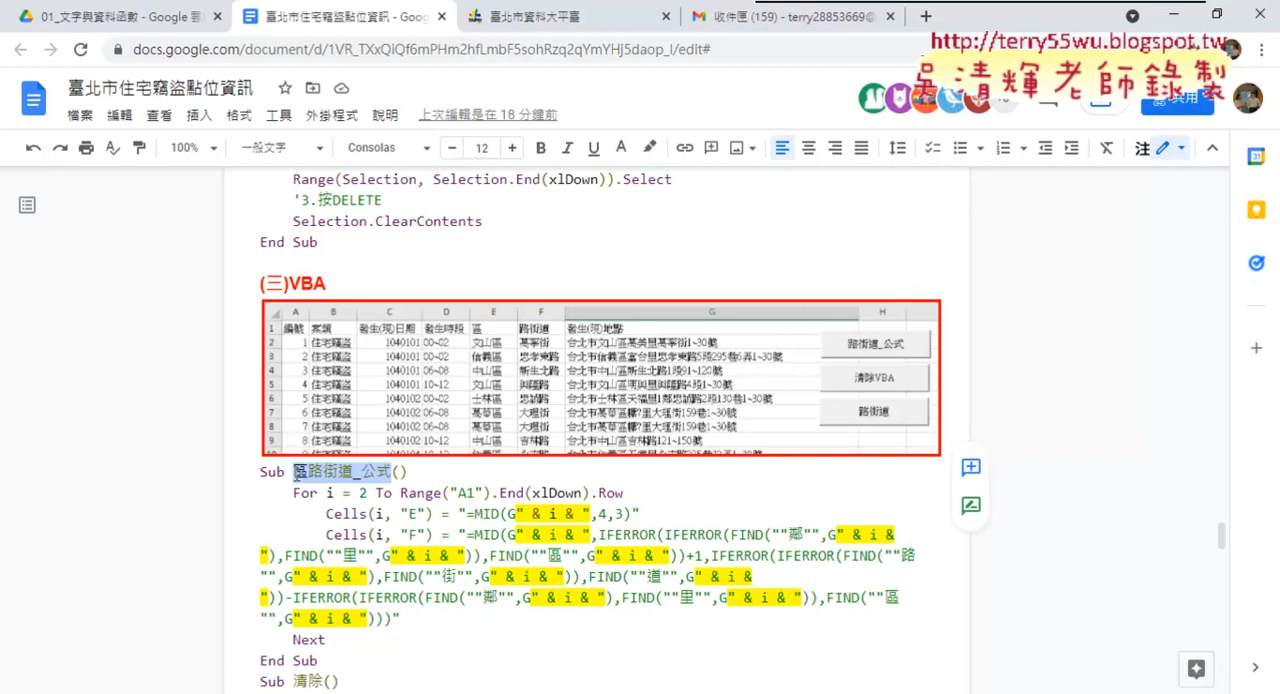 01_文字與資料函數 - Google 雲
臺北市住宅竊盜點位資訊 - Goog
臺北市資料大平臺
收件匣 (159) - terry28853669@
docs.google.com/document/d/1VR_TXxQiQf6mPHm2hfLmbF5sohRzq2qYmYHj5daop_I/edit#
http://terry55wu.blogspot.tw
吳清輝老師錄製
臺北市住宅竊盜點位資訊
檔案 編輯 查看 插入 格式 工具 外掛程式 說明 上次編輯是在 18 分鐘前
共用
100% 一般文字 Consolas 12 B I U A 注
Range(Selection, Selection.End(xlDown)).Select
'3.按DELETE
Selection.ClearContents
End Sub
(三)VBA
A B C D E F G H
1 編號 案類 發生(現)日期 發生時段 區 路街道 發生(現)地點
2 1 住宅竊盜 1040101 00~02 文山區 萬寧街 台北市文山區萬美里萬寧街1~30號
路街道_公式
3 2 住宅竊盜 1040101 00~02 信義區 忠孝東路 台北市信義區富台里忠孝東路5段295巷6弄1~30號
4 3 住宅竊盜 1040101 06~08 中山區 新生北路 台北市中山區新生北路1段91~120號
清除VBA
5 4 住宅竊盜 1040101 10~12 文山區 興隆路 台北市文山區明興里興隆路4段1~30號
6 5 住宅竊盜 1040102 00~02 士林區 忠誠路 台北市士林區天福里1鄰忠誠路2段130巷1~30號
7 6 住宅竊盜 1040102 06~08 萬華區 大理街 台北市萬華區糖?里大理街159巷1~30號
路街道
8 7 住宅竊盜 1040102 06~08 萬華區 大理街 台北市萬華區糖?里大理街159巷1~30號
9 8 住宅竊盜 1040102 10~12 中山區 吉林路 台北市中山區吉林路121~150號
Sub 區路街道_公式()
For i = 2 To Range("A1").End(xlDown).Row
Cells(i, "E") = "=MID(G" & i & ",4,3)"
Cells(i, "F") = "=MID(G" & i & ",IFERROR(IFERROR(FIND(""鄰"",G" & i &
"),FIND(""里"",G" & i & ")),FIND(""區"",G" & i & "))+1,IFERROR(IFERROR(FIND(""路
"",G" & i & "),FIND(""街"",G" & i & ")),FIND(""道"",G" & i &
"))-IFERROR(IFERROR(FIND(""鄰"",G" & i & "),FIND(""里"",G" & i & ")),FIND(""區
"",G" & i & ")))"
Next
End Sub
Sub 清除()